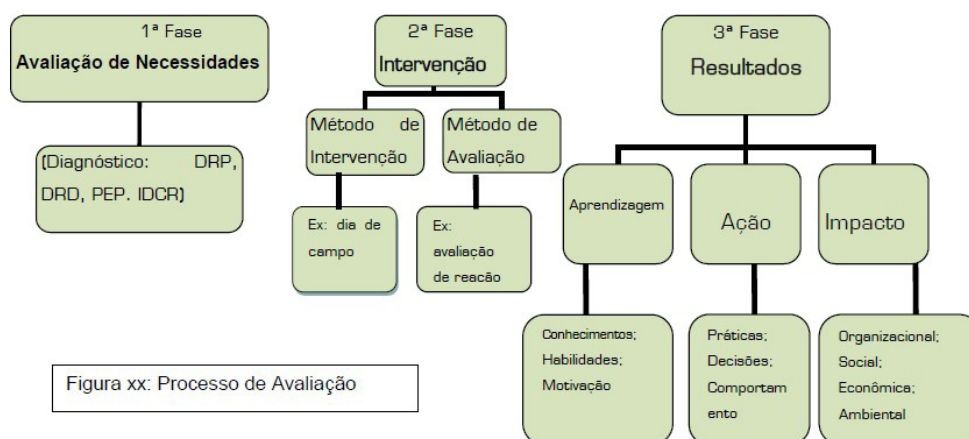 1ª Fase
Avaliação de Necessidades
(Diagnóstico: DRP,
DRD, PEP. IDCR)
2ª Fase
Intervenção
Método de
Intervenção
Método de
Avaliação
Ex: dia de
campo
Ex:
avaliação
de reacão
3ª Fase
Resultados
Aprendizagem
Ação
Impacto
Conhecimentos;
Habilidades;
Motivação
Práticas;
Decisões;
Comportam
ento
Organizacional;
Social;
Econômica;
Ambiental
Figura xx: Processo de Avaliação